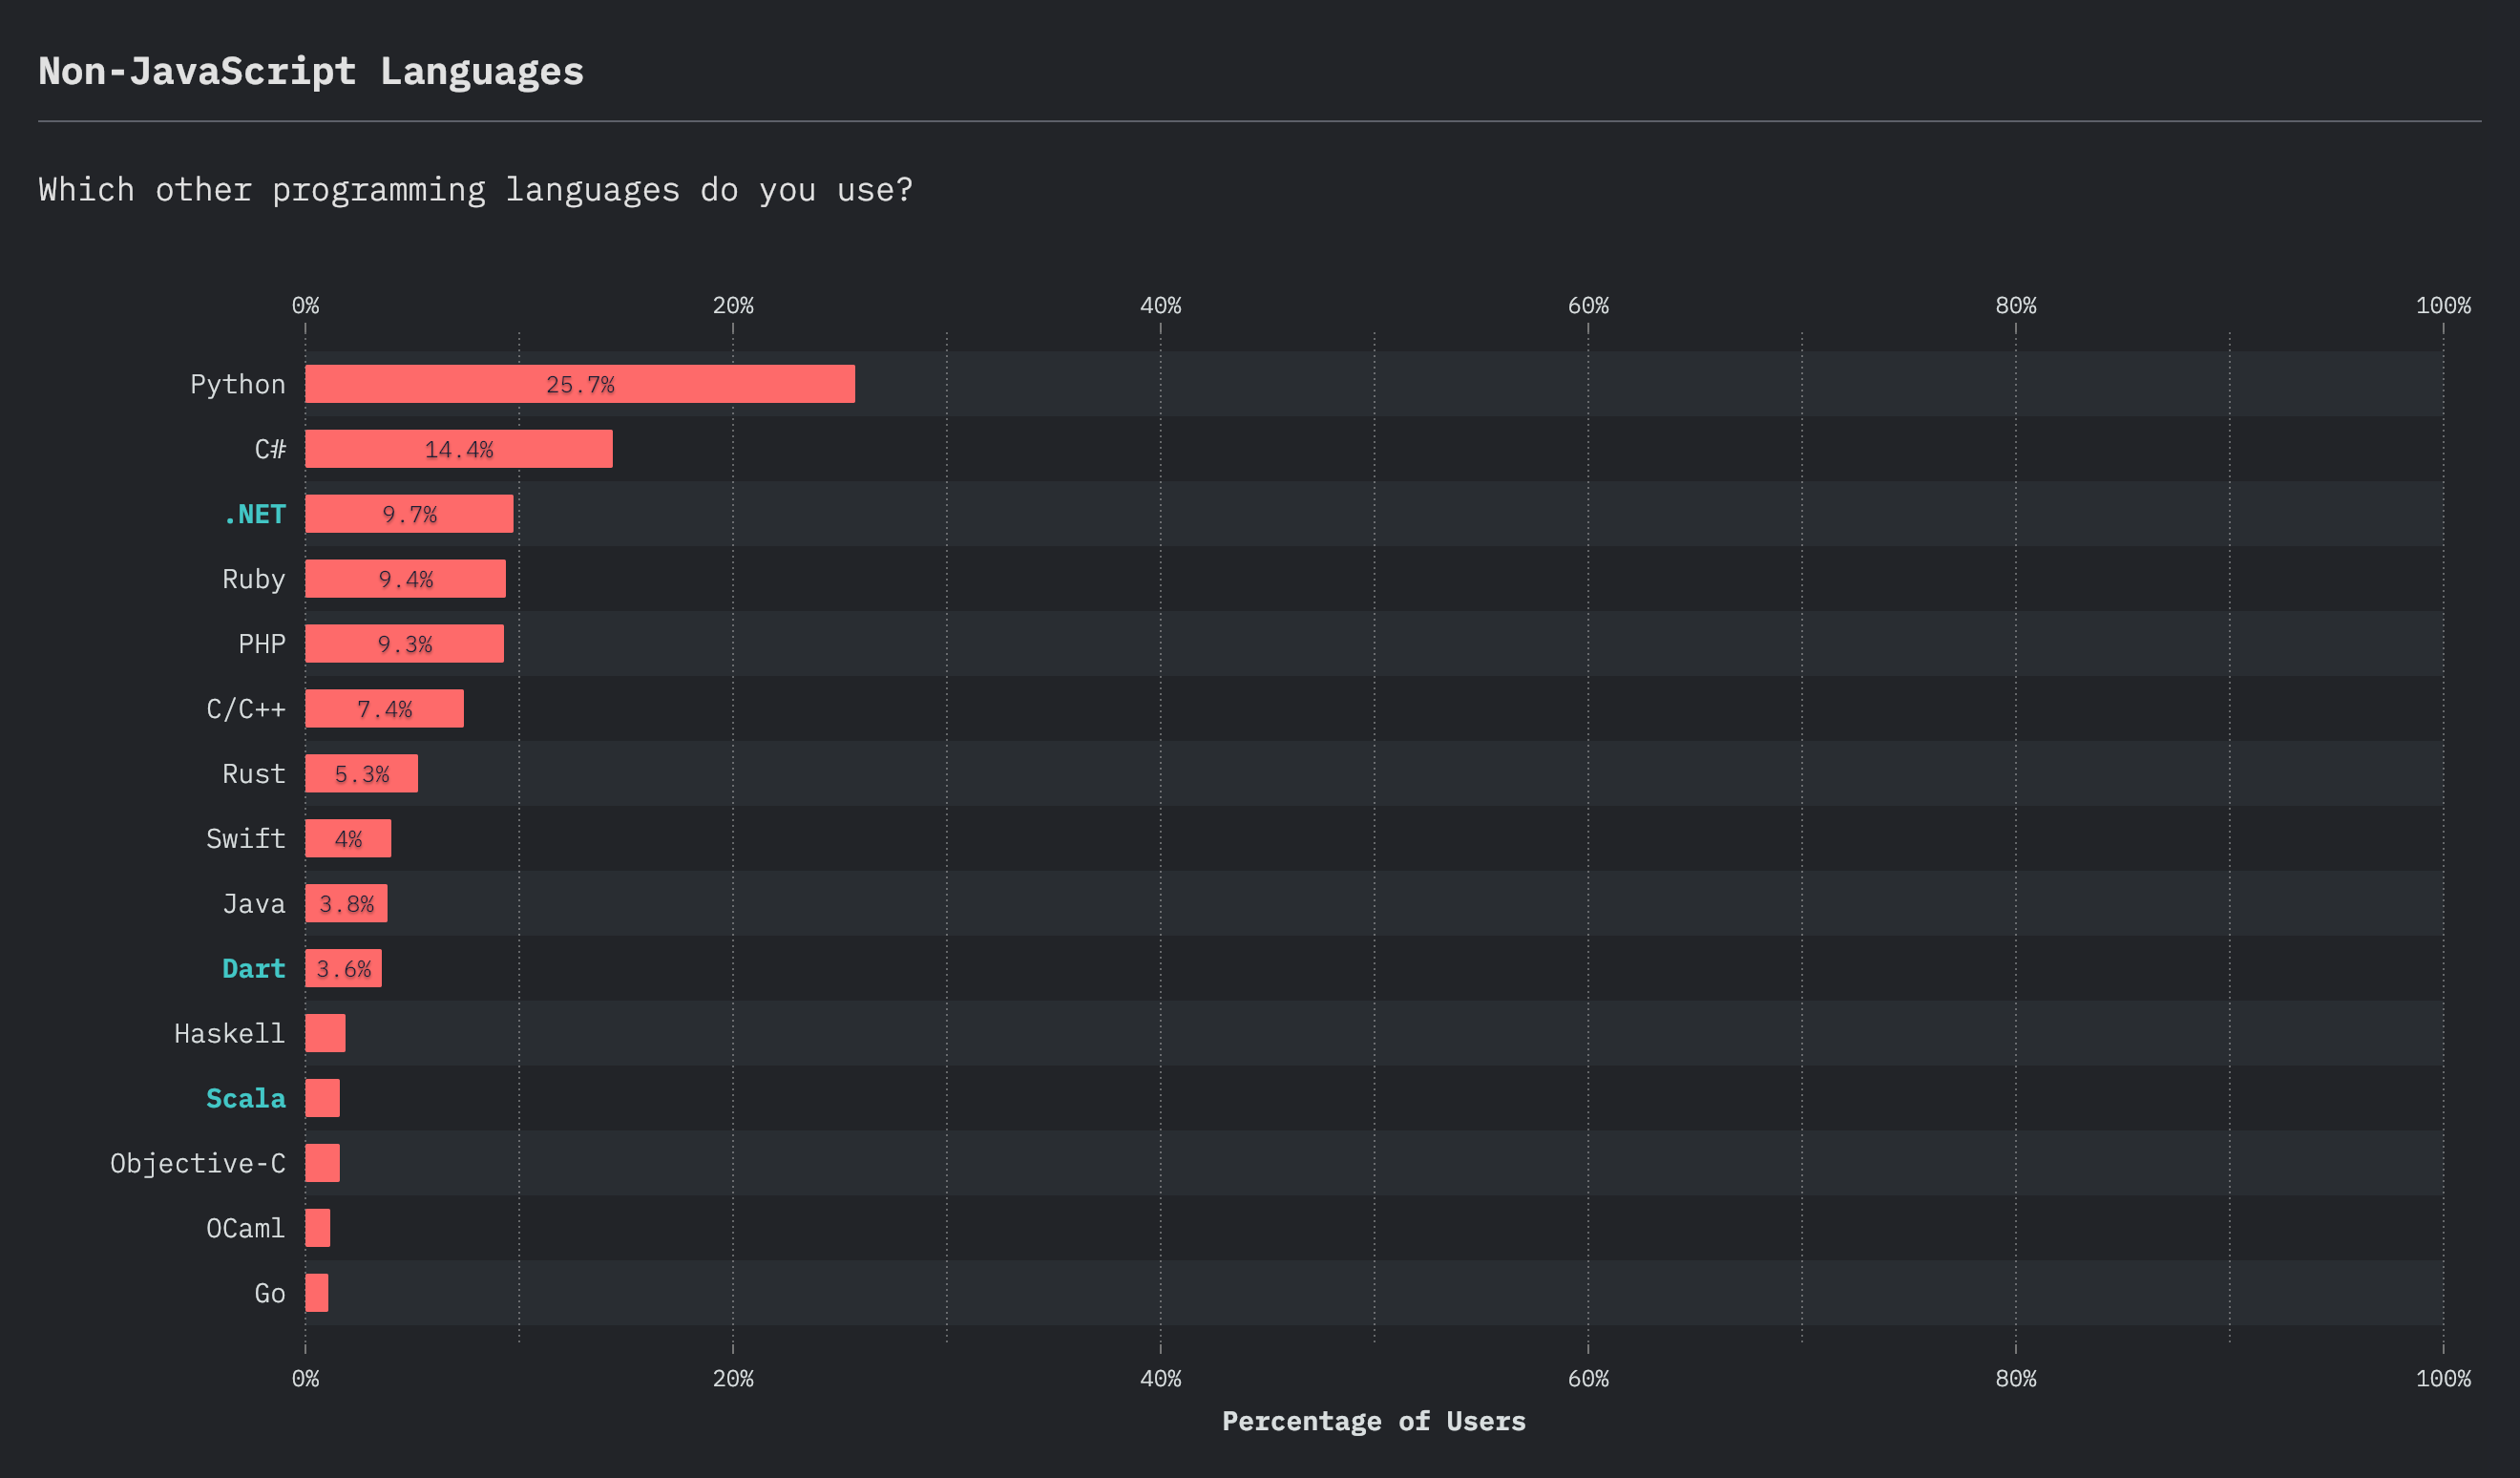 Non-JavaScript Languages
Which other programming languages do you use?
0% 20% 40% 60% 80% 100%
Python 25.7%
C# 14.4%
.NET 9.7%
Ruby 9.4%
PHP 9.3%
C/C++ 7.4%
Rust 5.3%
Swift 4%
Java 3.8%
Dart 3.6%
Haskell
Scala
Objective-C
OCaml
Go
0% 20% 40% 60% 80% 100%
Percentage of Users